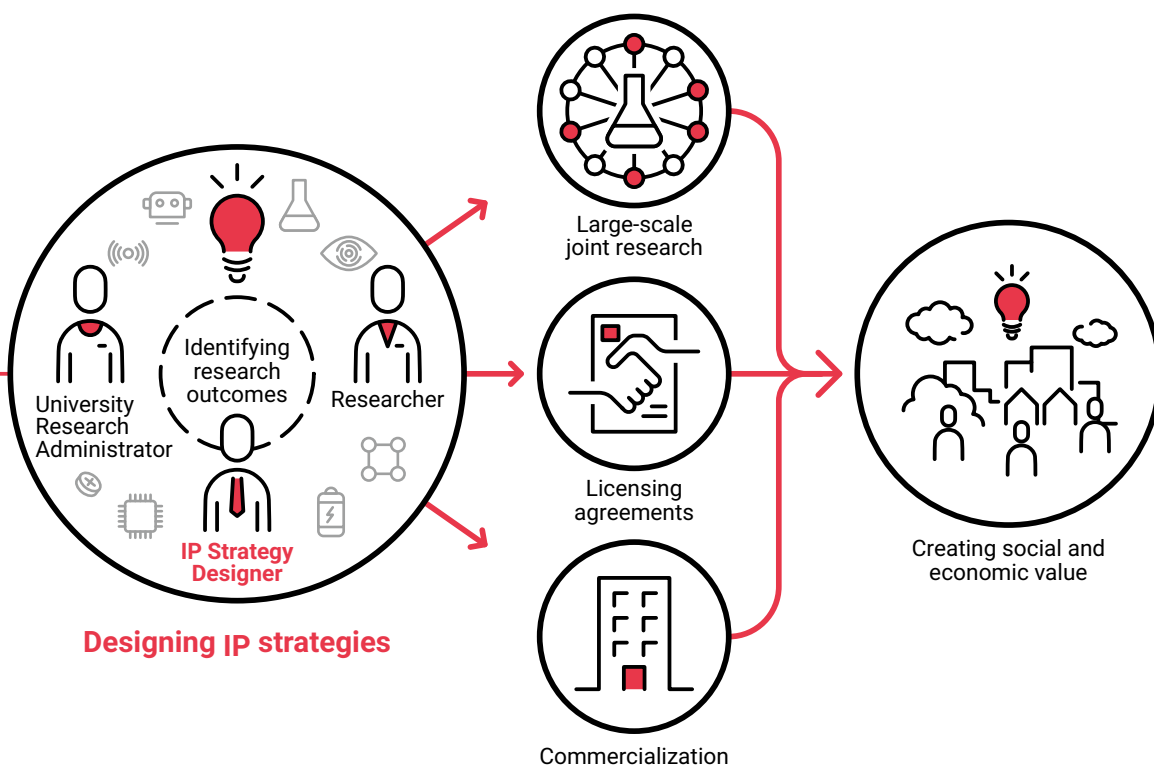 Identifying
research
outcomes
University
Research
Administrator
Researcher
IP Strategy
Designer
Designing IP strategies
Large-scale
joint research
Licensing
agreements
Commercialization
Creating social and
economic value